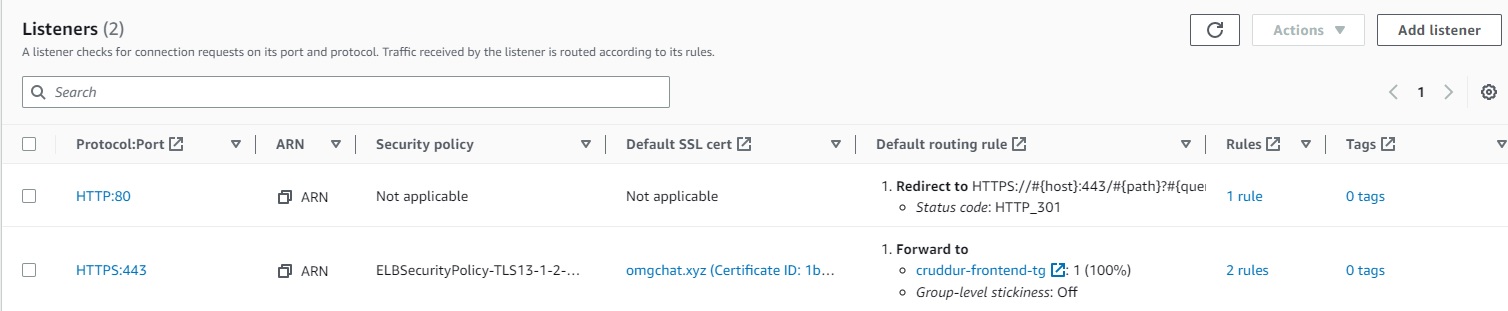 Listeners (2)
A listener checks for connection requests on its port and protocol. Traffic received by the listener is routed according to its rules.
Actions
Add listener
Search
1
Protocol:Port ARN Security policy Default SSL cert Default routing rule Rules Tags
HTTP:80 ARN Not applicable Not applicable 1. Redirect to HTTPS://#{host}:443/#{path}?#{que 1 rule 0 tags
Status code: HTTP_301
HTTPS:443 ARN ELBSecurityPolicy-TLS13-1-2-... omgchat.xyz (Certificate ID: 1b... 1. Forward to 2 rules 0 tags
cruddur-frontend-tg : 1 (100%)
Group-level stickiness: Off